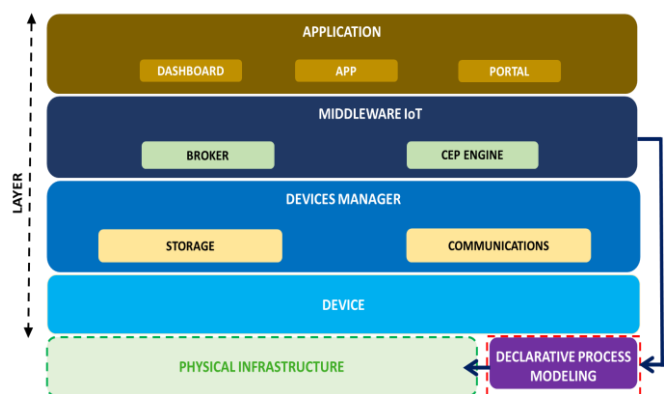 LAYER
APPLICATION
DASHBOARD
APP
PORTAL
MIDDLEWARE IoT
BROKER
CEP ENGINE
DEVICES MANAGER
STORAGE
COMMUNICATIONS
DEVICE
PHYSICAL INFRASTRUCTURE
DECLARATIVE PROCESS
MODELING